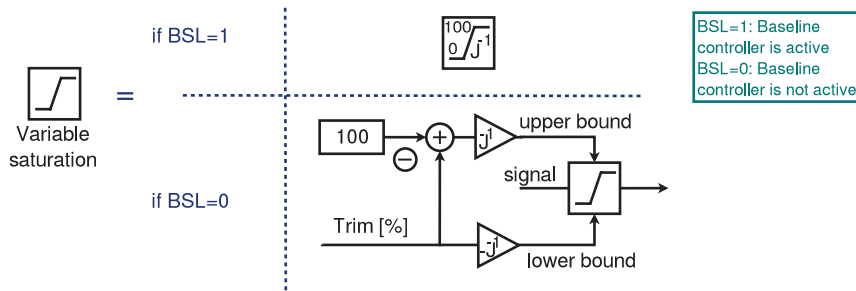 if BSL=1
100
0 J⁻¹
BSL=1: Baseline
controller is active
BSL=0: Baseline
controller is not active
=
Variable
saturation
if BSL=0
100
+
−
J⁻¹
upper bound
signal
Trim [%]
-J⁻¹
lower bound